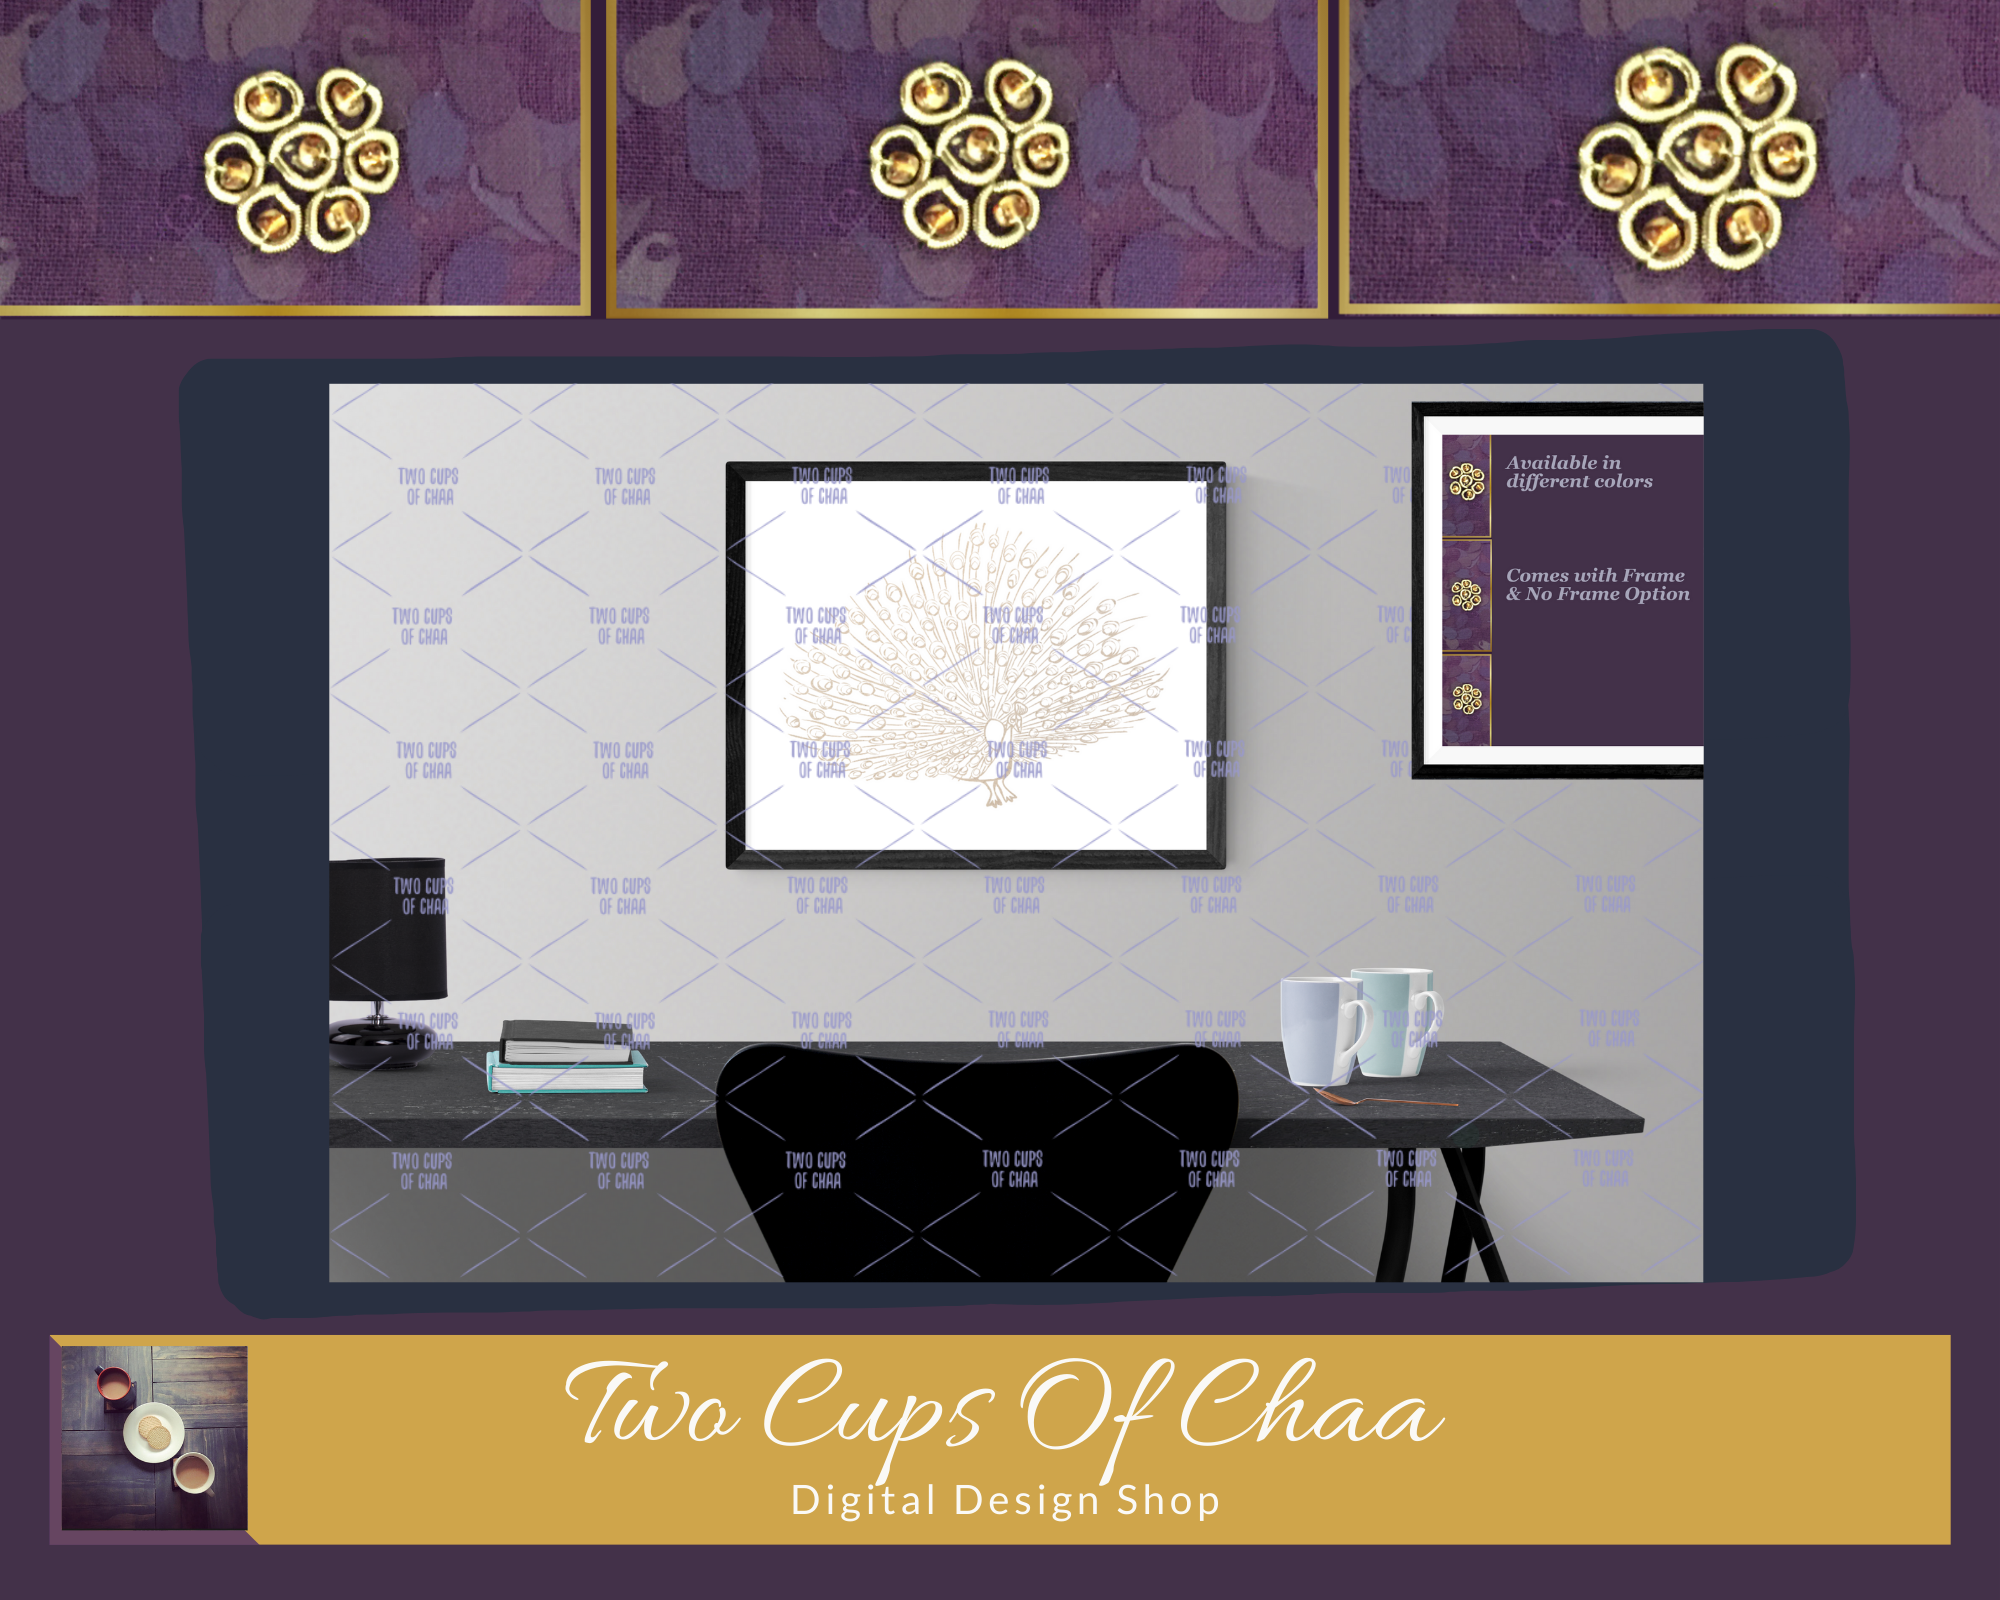 Available in
different colors
Comes with Frame
& No Frame Option
TWO CUPS
OF CHAA
Two Cups Of Chaa
Digital Design Shop